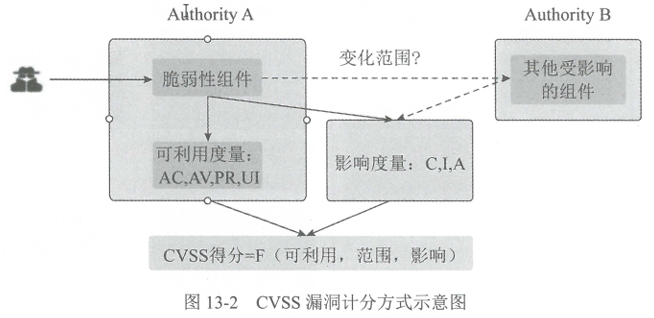 Authority A
Authority B
变化范围?
脆弱性组件
其他受影响
的组件
可利用度量:
AC,AV,PR,UI
影响度量:C,I,A
CVSS得分=F(可利用,范围,影响)
图 13-2 CVSS 漏洞计分方式示意图